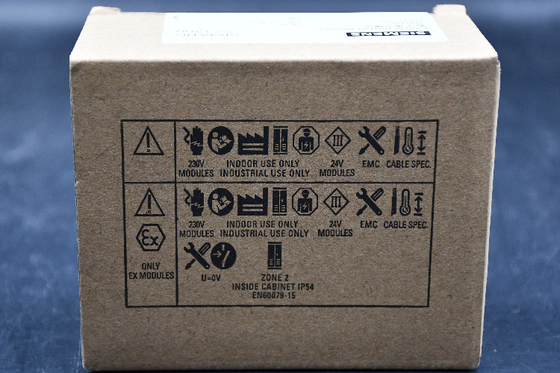 SIEMENS
230V MODULES INDOOR USE ONLY INDUSTRIAL USE ONLY 24V MODULES EMC CABLE SPEC.
230V MODULES INDOOR USE ONLY INDUSTRIAL USE ONLY 24V MODULES EMC CABLE SPEC.
Ex
ONLY
EX MODULES
U=0V
ZONE 2
INSIDE CABINET IP54
EN60079-15